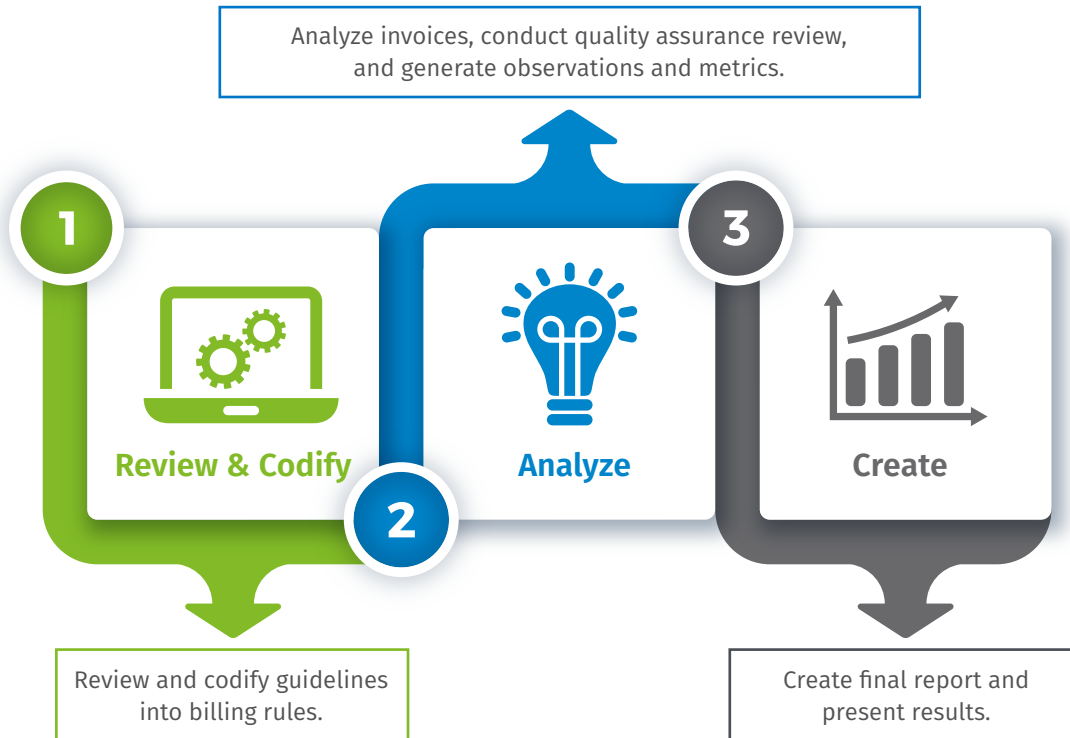 Analyze invoices, conduct quality assurance review,
and generate observations and metrics.
1
Review & Codify
2
Analyze
3
Create
Review and codify guidelines
into billing rules.
Create final report and
present results.